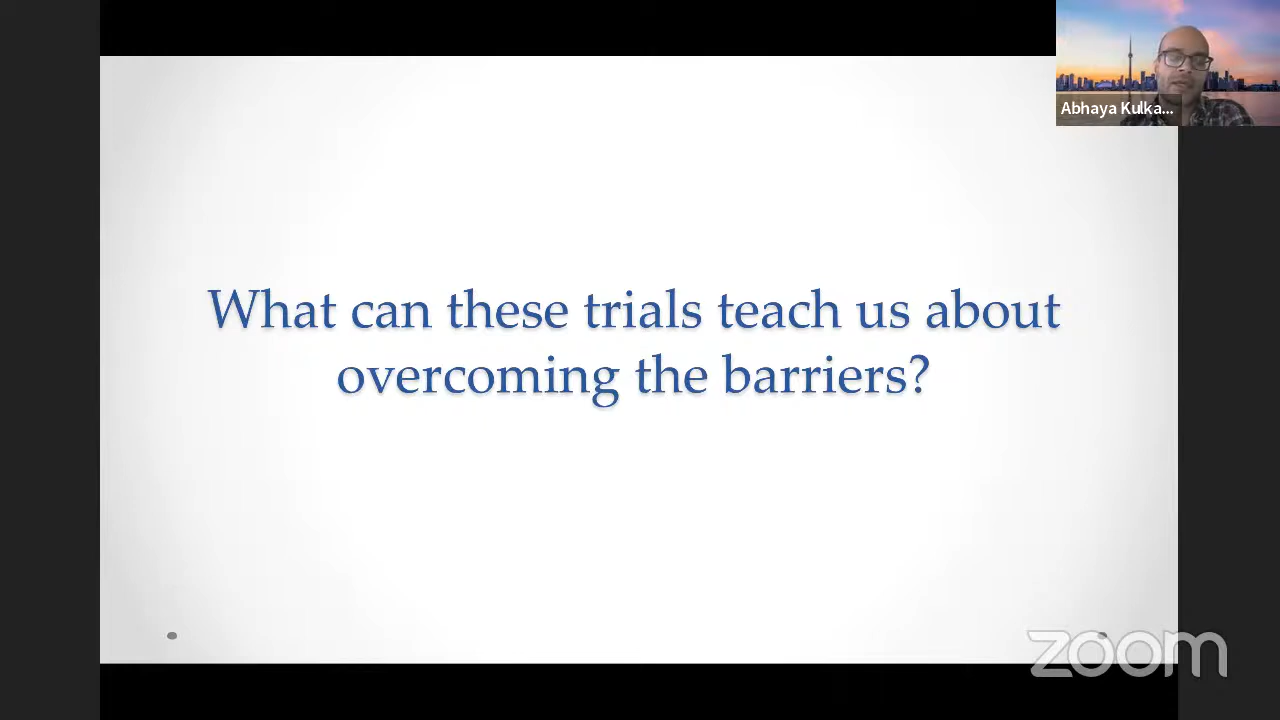 Abhaya Kulka...
What can these trials teach us about
overcoming the barriers?
zoom